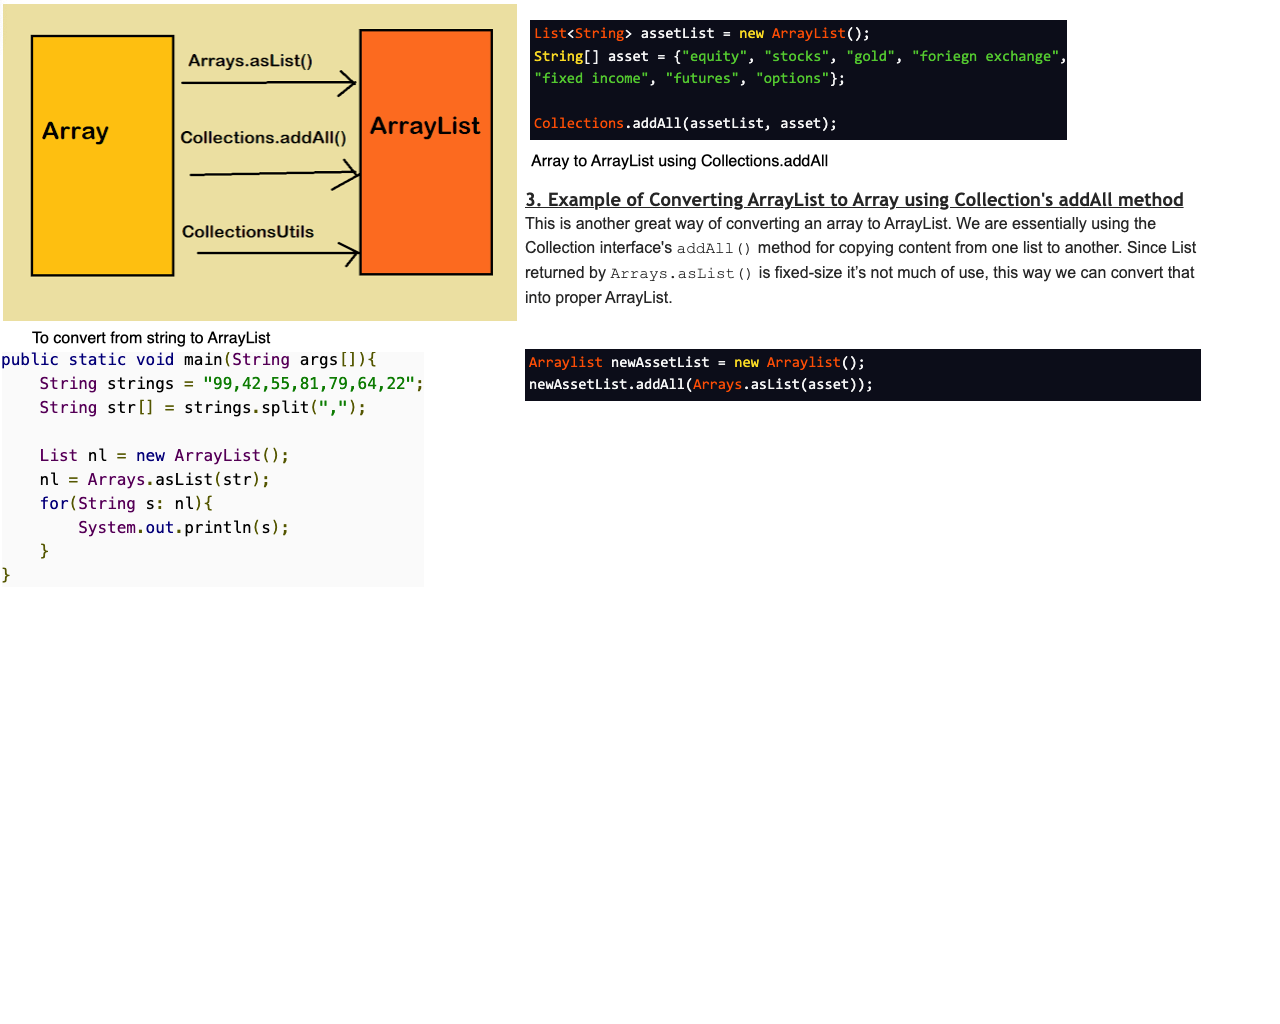 Array
Arrays.asList()
Collections.addAll()
CollectionsUtils
ArrayList
To convert from string to ArrayList
public static void main(String args[]){
    String strings = "99,42,55,81,79,64,22";
    String str[] = strings.split(",");
    List nl = new ArrayList();
    nl = Arrays.asList(str);
    for(String s: nl){
        System.out.println(s);
    }
}
List<String> assetList = new ArrayList();
String[] asset = {"equity", "stocks", "gold", "foriegn exchange",
"fixed income", "futures", "options"};
Collections.addAll(assetList, asset);
Array to ArrayList using Collections.addAll
3. Example of Converting ArrayList to Array using Collection's addAll method
This is another great way of converting an array to ArrayList. We are essentially using the
Collection interface's addAll() method for copying content from one list to another. Since List
returned by Arrays.asList() is fixed-size it’s not much of use, this way we can convert that
into proper ArrayList.
Arraylist newAssetList = new Arraylist();
newAssetList.addAll(Arrays.asList(asset));